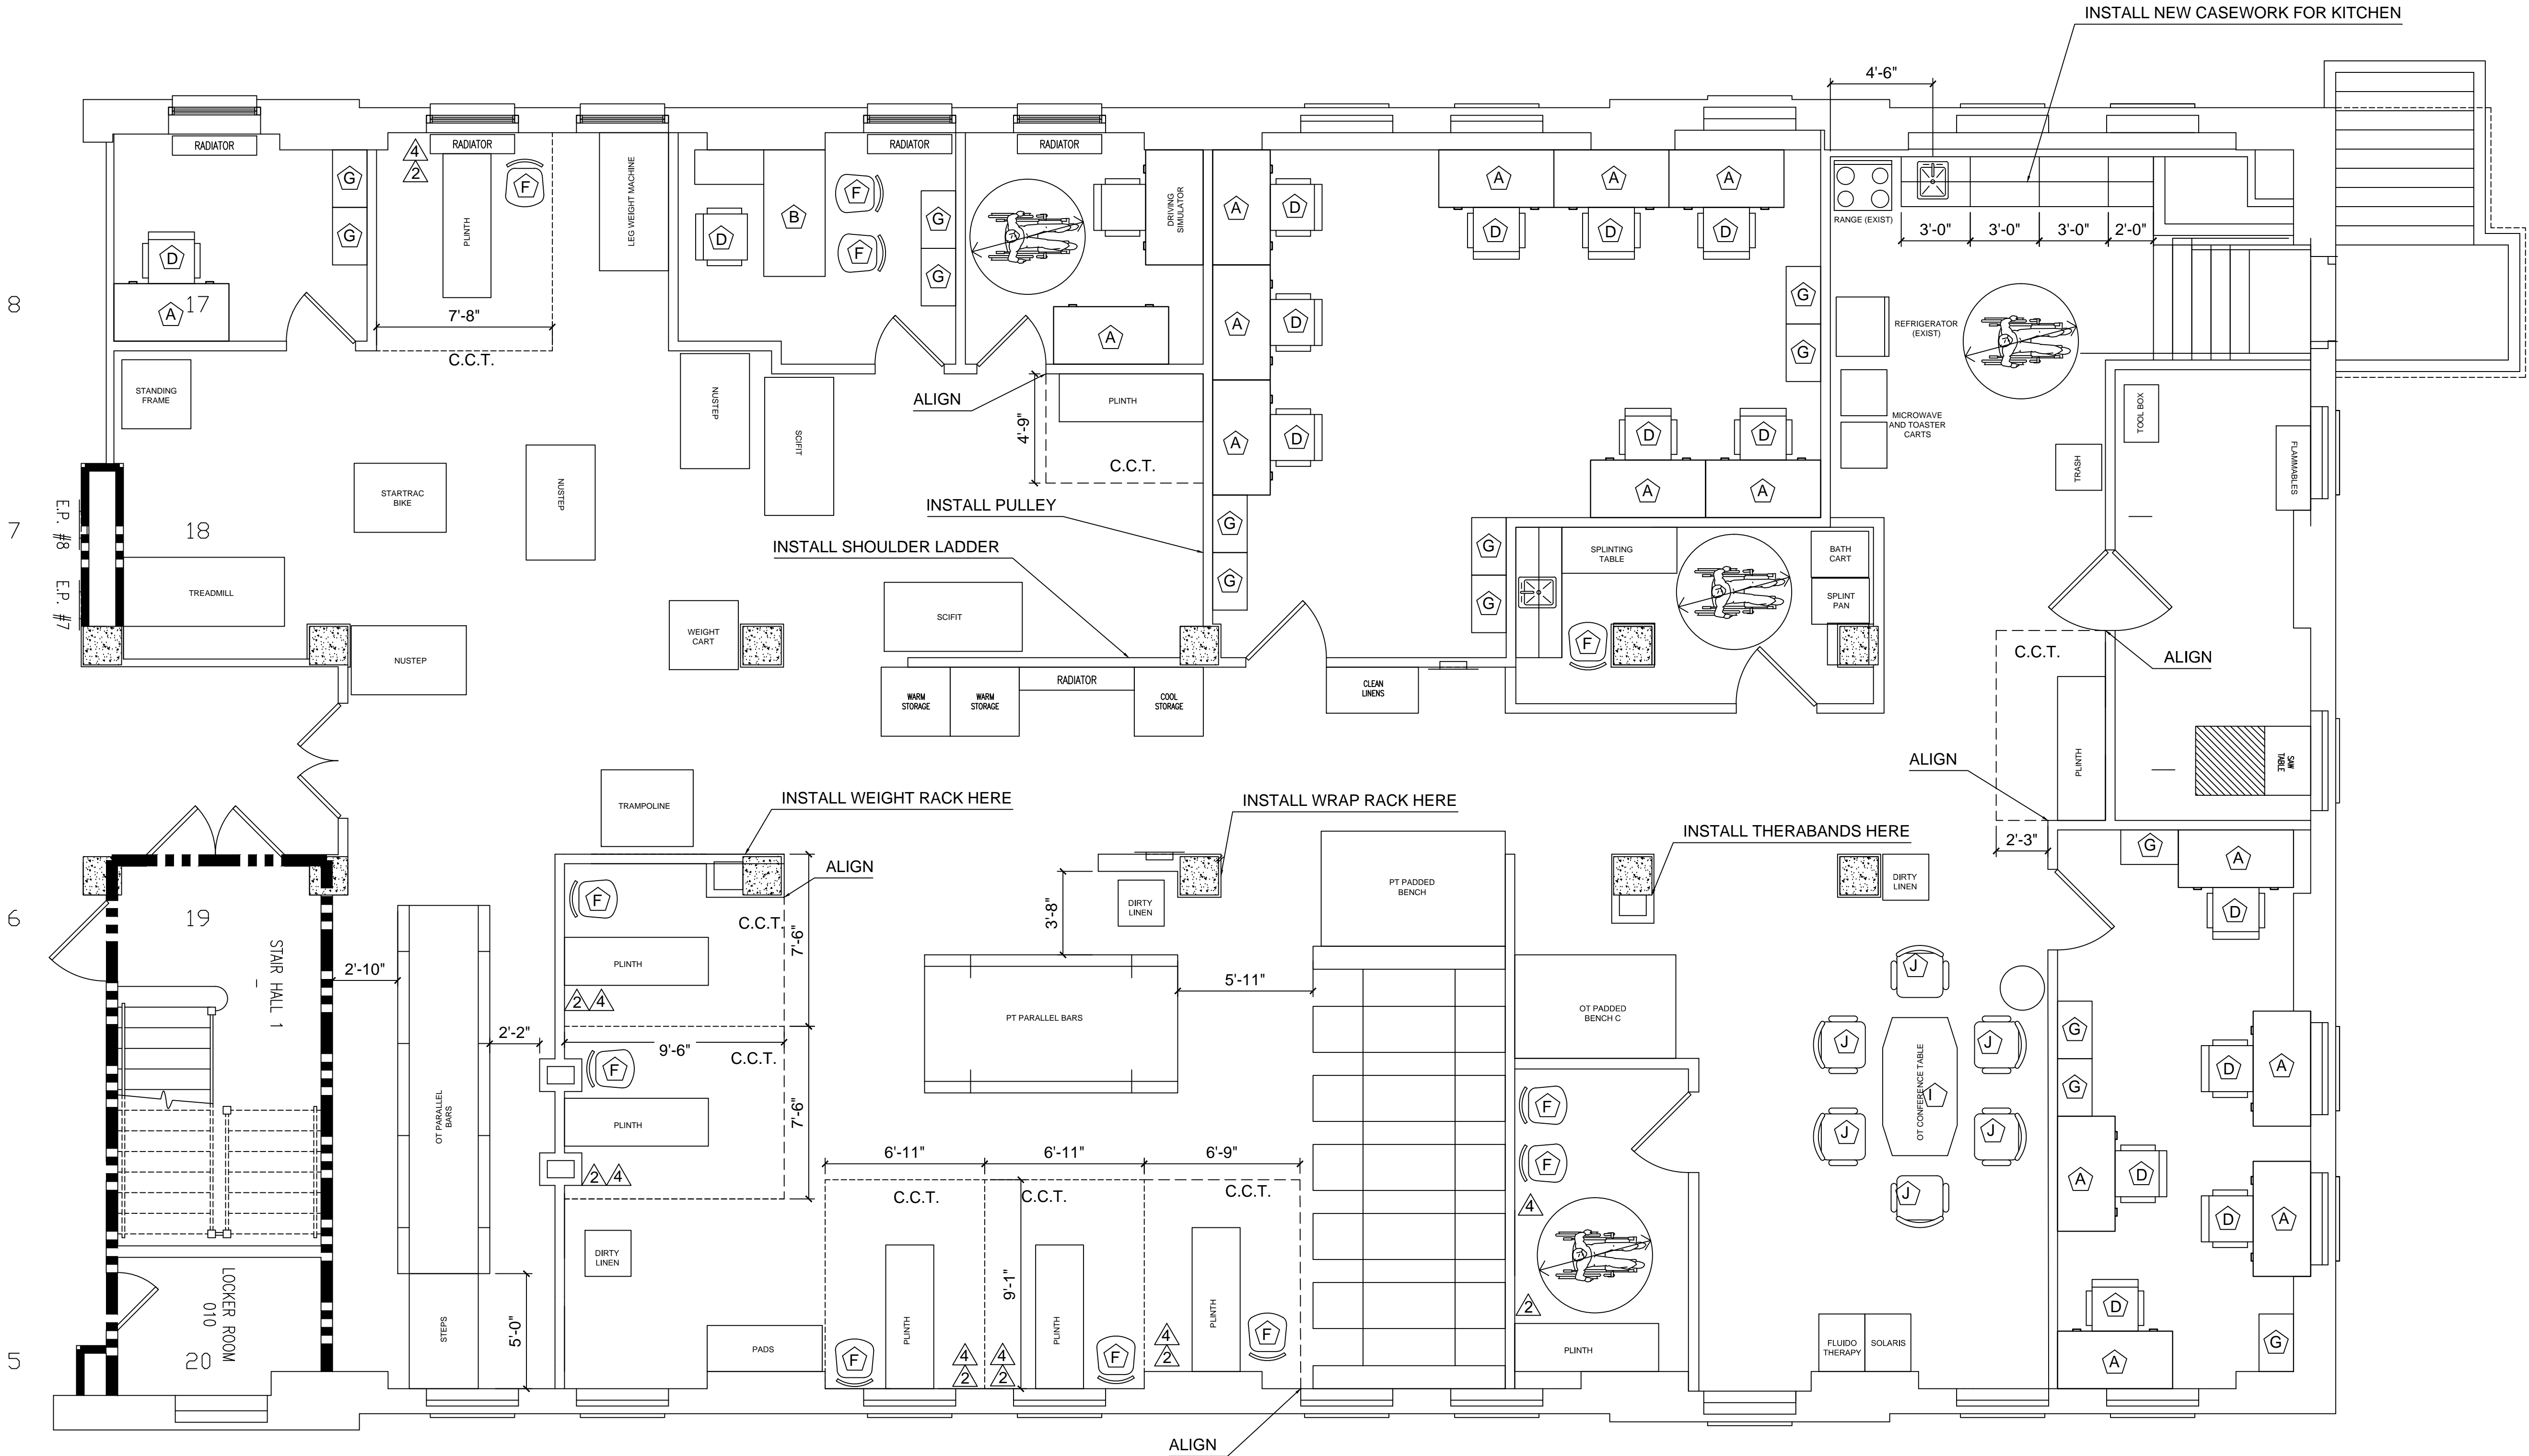 INSTALL NEW CASEWORK FOR KITCHEN
4'-6"
RADIATOR
RADIATOR
RADIATOR
RADIATOR
4
2
G
G
F
PLINTH
LEG WEIGHT MACHINE
D
A
17
8
7'-8"
C.C.T.
B
D
F
F
G
G
DRIVING
SIMULATOR
A
A
A
A
D
D
D
A
A
A
D
D
D
G
G
RANGE (EXIST)
3'-0"
3'-0"
3'-0"
2'-0"
REFRIGERATOR
(EXIST)
STANDING
FRAME
NUSTEP
SCIFIT
ALIGN
4'-9"
PLINTH
C.C.T.
D
D
A
A
MICROWAVE
AND TOASTER
CARTS
TOOL BOX
TRASH
FLAMMABLES
STARTRAC
BIKE
NUSTEP
7
18
E.P. #8
E.P. #7
INSTALL PULLEY
INSTALL SHOULDER LADDER
G
G
G
G
SPLINTING
TABLE
BATH
CART
SPLINT
PAN
TREADMILL
SCIFIT
WEIGHT
CART
NUSTEP
F
C.C.T.
ALIGN
WARM
STORAGE
WARM
STORAGE
RADIATOR
COOL
STORAGE
CLEAN
LINENS
PLINTH
SAW
TABLE
ALIGN
TRAMPOLINE
INSTALL WEIGHT RACK HERE
INSTALL WRAP RACK HERE
INSTALL THERABANDS HERE
2'-3"
ALIGN
G
A
D
PT PADDED
BENCH
DIRTY
LINEN
DIRTY
LINEN
3'-8"
6
19
STAIR HALL 1
2'-10"
F
C.C.T.
7'-6"
PLINTH
2
4
5'-11"
PT PARALLEL BARS
OT PADDED
BENCH C
J
J
J
J
J
J
I
OT CONFERENCE TABLE
G
G
A
D
D
A
D
A
2'-2"
9'-6"
C.C.T.
F
7'-6"
PLINTH
2
4
OT PARALLEL
BARS
6'-11"
6'-11"
6'-9"
C.C.T.
C.C.T.
C.C.T.
F
F
4
2
DIRTY
LINEN
9'-1"
LOCKER ROOM
010
20
5
STEPS
5'-0"
PADS
F
PLINTH
4
2
4
2
PLINTH
F
4
2
PLINTH
F
PLINTH
FLUIDO
THERAPY
SOLARIS
D
A
G
ALIGN